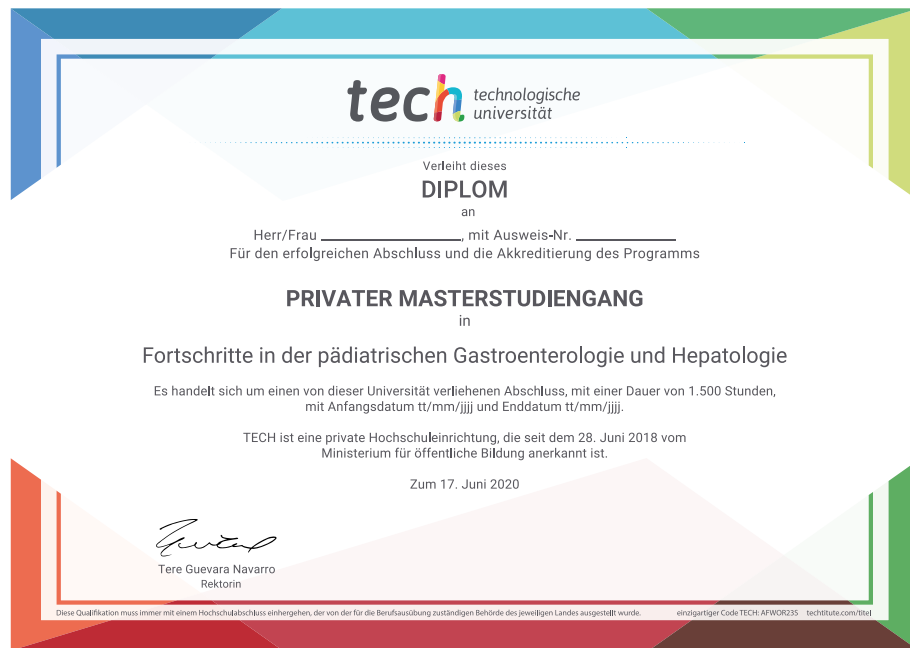 tech technologische
universität
Verleiht dieses
DIPLOM
an
Herr/Frau ____________________, mit Ausweis-Nr. ______________
Für den erfolgreichen Abschluss und die Akkreditierung des Programms
PRIVATER MASTERSTUDIENGANG
in
Fortschritte in der pädiatrischen Gastroenterologie und Hepatologie
Es handelt sich um einen von dieser Universität verliehenen Abschluss, mit einer Dauer von 1.500 Stunden,
mit Anfangsdatum tt/mm/jjjj und Enddatum tt/mm/jjjj.
TECH ist eine private Hochschuleinrichtung, die seit dem 28. Juni 2018 vom
Ministerium für öffentliche Bildung anerkannt ist.
Zum 17. Juni 2020
Tere Guevara Navarro
Rektorin
Diese Qualifikation muss immer mit einem Hochschulabschluss einhergehen, der von der für die Berufsausübung zuständigen Behörde des jeweiligen Landes ausgestellt wurde. einzigartiger Code TECH: AFWOR23S techtitute.com/titel